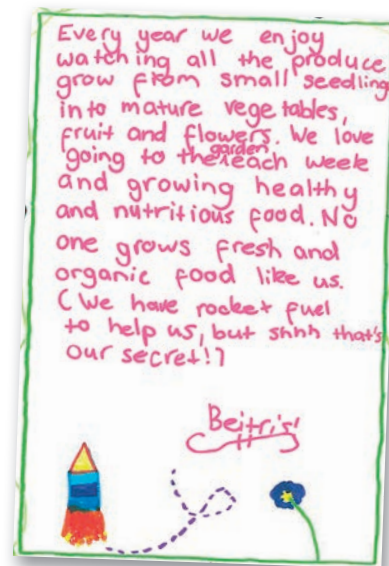 Every year we enjoy
watching all the produce
grow from small seedling
into mature vegetables,
fruit and flowers. We love
going to the garden each week
and growing healthy
and nutritious food. No
one grows fresh and
organic food like us.
(We have rocket fuel
to help us, but shhh that's
our secret!)
Beitris!